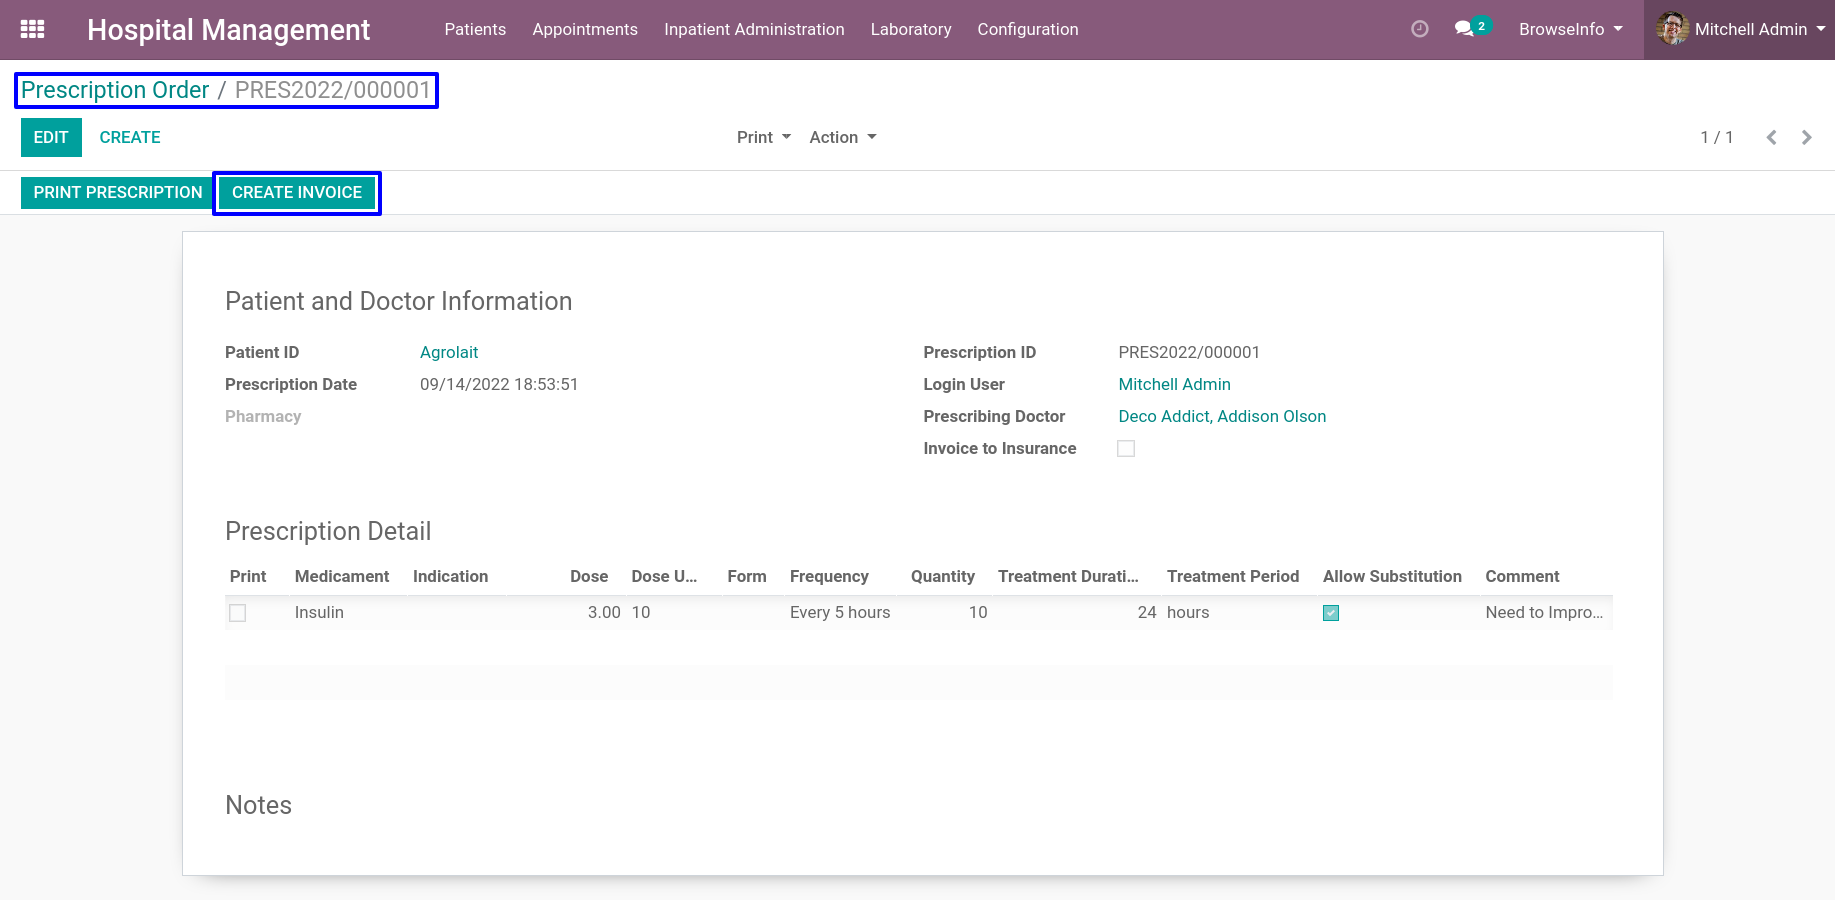 Hospital Management Patients Appointments Inpatient Administration Laboratory Configuration 2 BrowseInfo Mitchell Admin
Prescription Order / PRES2022/000001
EDIT CREATE Print Action 1 / 1
PRINT PRESCRIPTION CREATE INVOICE
Patient and Doctor Information
Patient ID Agrolait Prescription ID PRES2022/000001
Prescription Date 09/14/2022 18:53:51 Login User Mitchell Admin
Pharmacy Prescribing Doctor Deco Addict, Addison Olson
Invoice to Insurance
Prescription Detail
Print Medicament Indication Dose Dose U... Form Frequency Quantity Treatment Durati... Treatment Period Allow Substitution Comment
Insulin 3.00 10 Every 5 hours 10 24 hours Need to Impro...
Notes